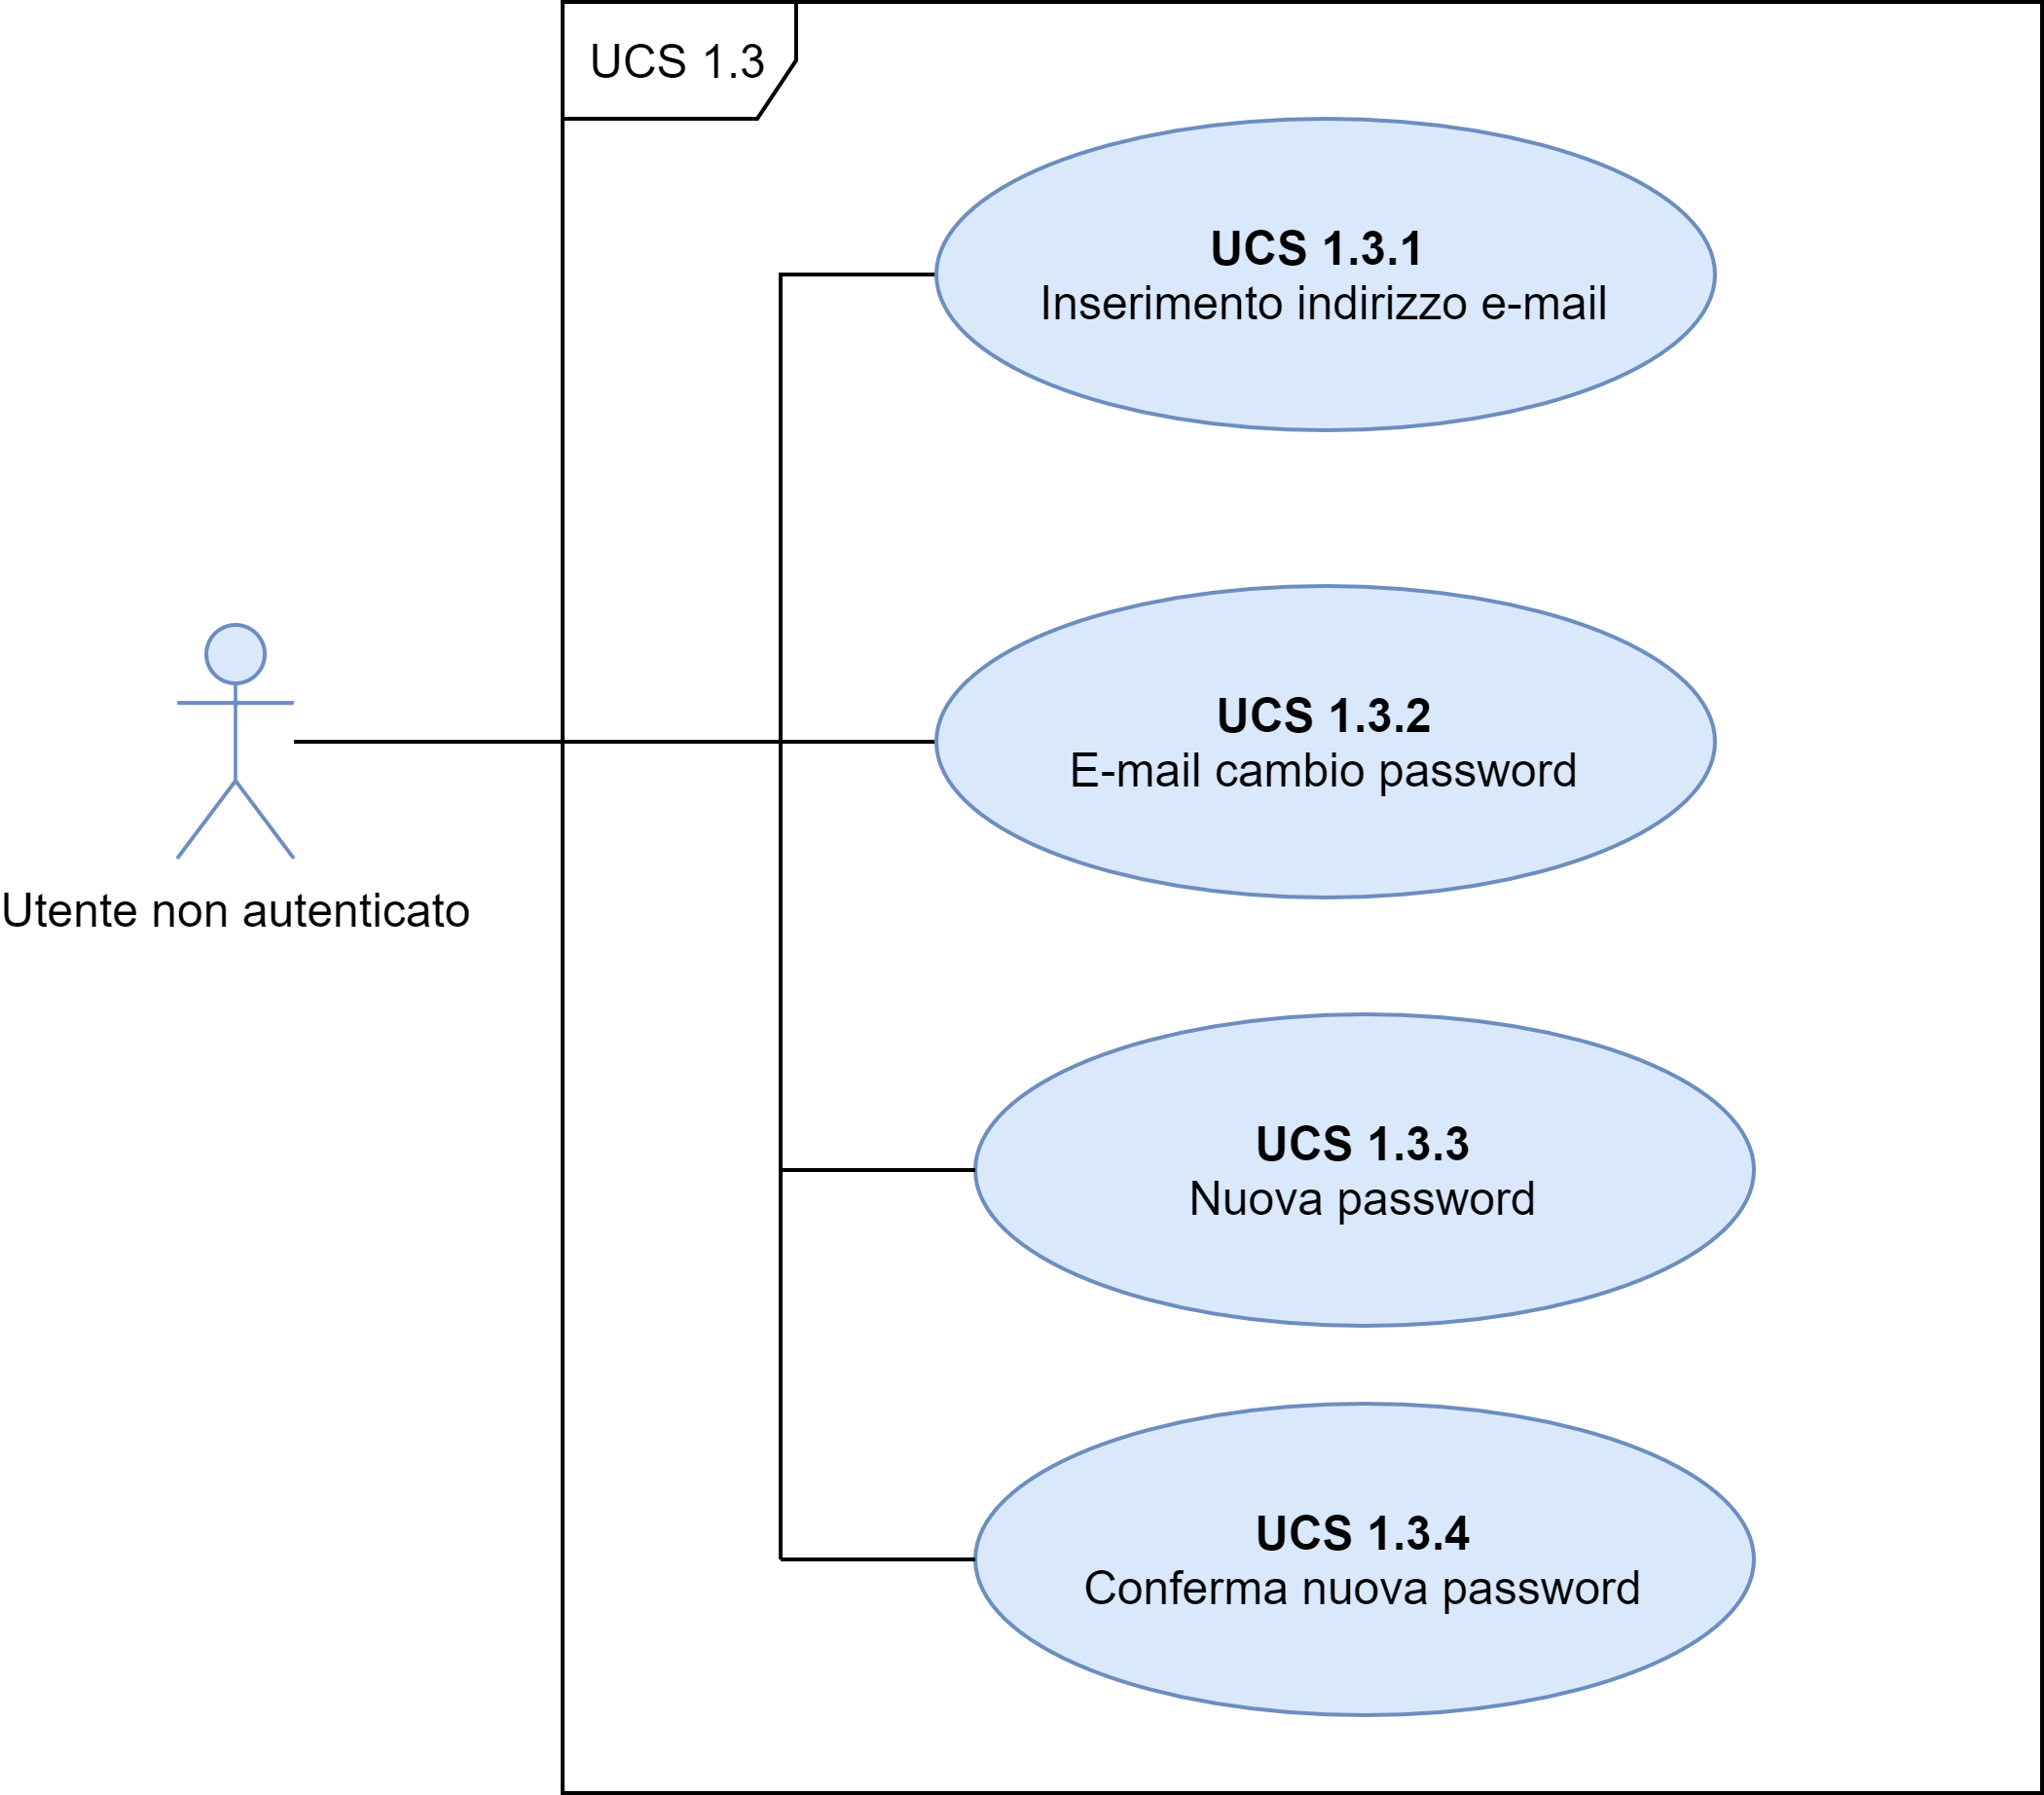 UCS 1.3
UCS 1.3.1
Inserimento indirizzo e-mail
UCS 1.3.2
E-mail cambio password
Utente non autenticato
UCS 1.3.3
Nuova password
UCS 1.3.4
Conferma nuova password